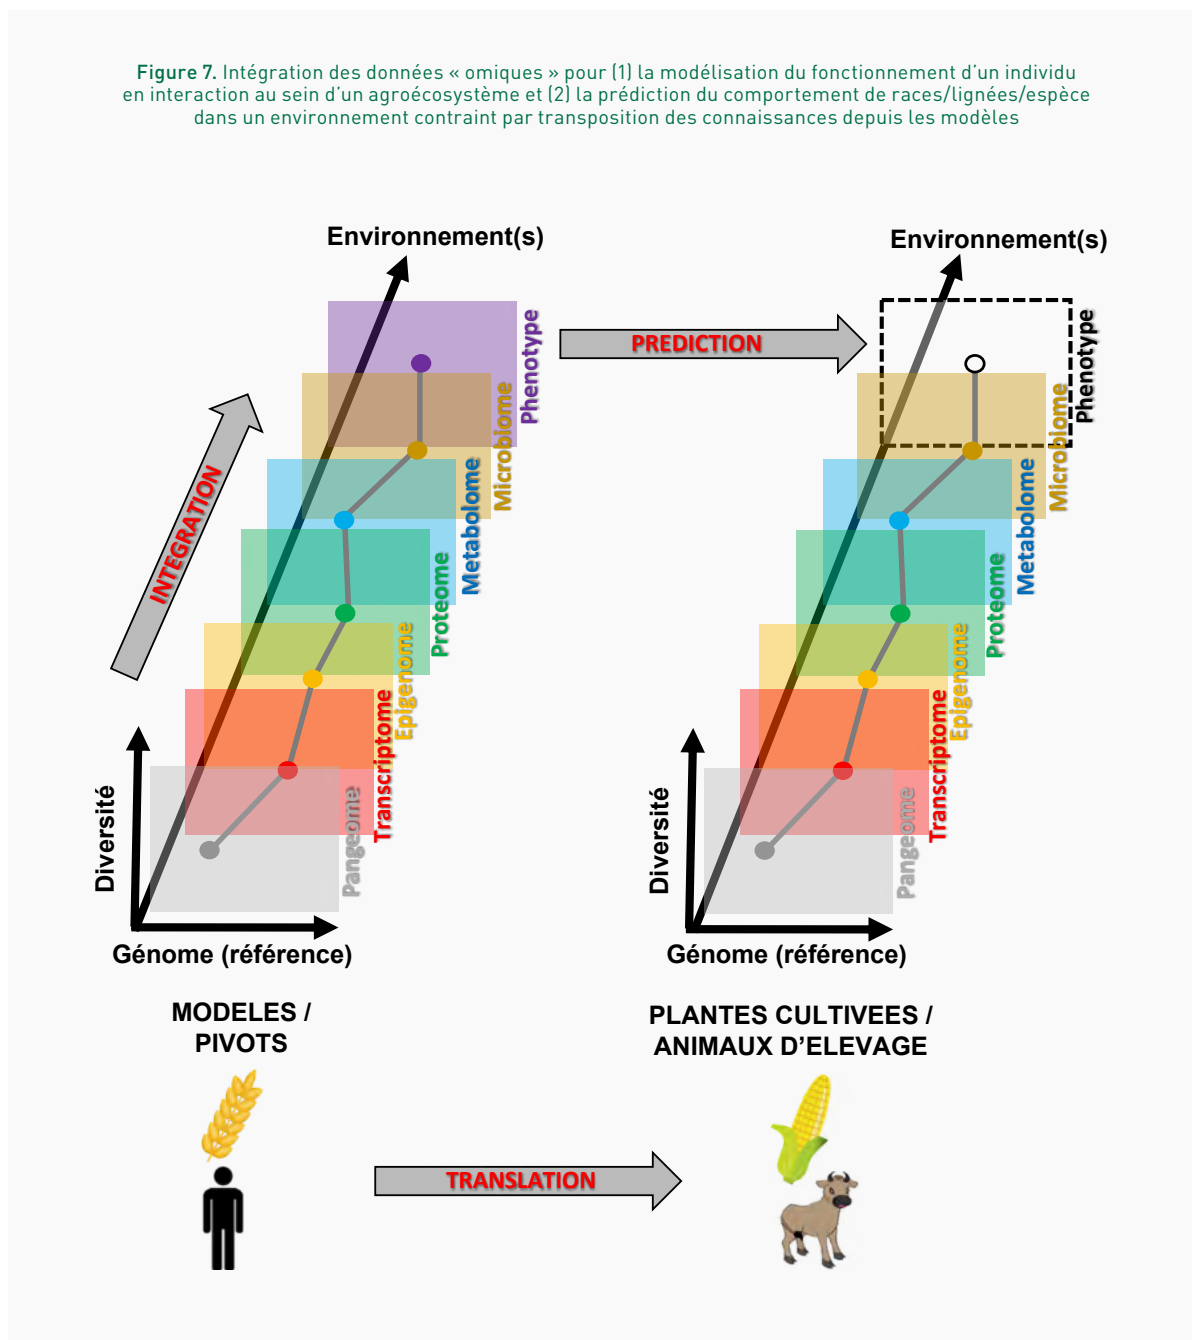 Figure 7. Intégration des données « omiques » pour (1) la modélisation du fonctionnement d’un individu
en interaction au sein d’un agroécosystème et (2) la prédiction du comportement de races/lignées/espèce
dans un environnement contraint par transposition des connaissances depuis les modèles
Environnement(s)
Phenotype
Microbiome
Metabolome
Proteome
Epigenome
Transcriptome
Pangeome
INTEGRATION
Diversité
Génome (référence)
MODELES /
PIVOTS
PREDICTION
Environnement(s)
Phenotype
Microbiome
Metabolome
Proteome
Epigenome
Transcriptome
Pangeome
Diversité
Génome (référence)
PLANTES CULTIVEES /
ANIMAUX D’ELEVAGE
TRANSLATION